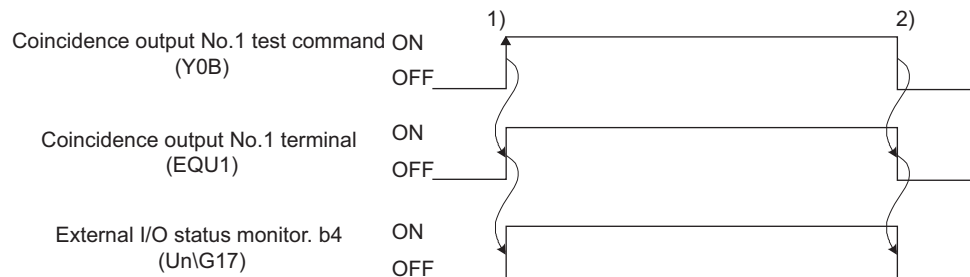 1)
2)
Coincidence output No.1 test command
(Y0B)
ON
OFF
Coincidence output No.1 terminal
(EQU1)
ON
OFF
External I/O status monitor. b4
(Un\G17)
ON
OFF